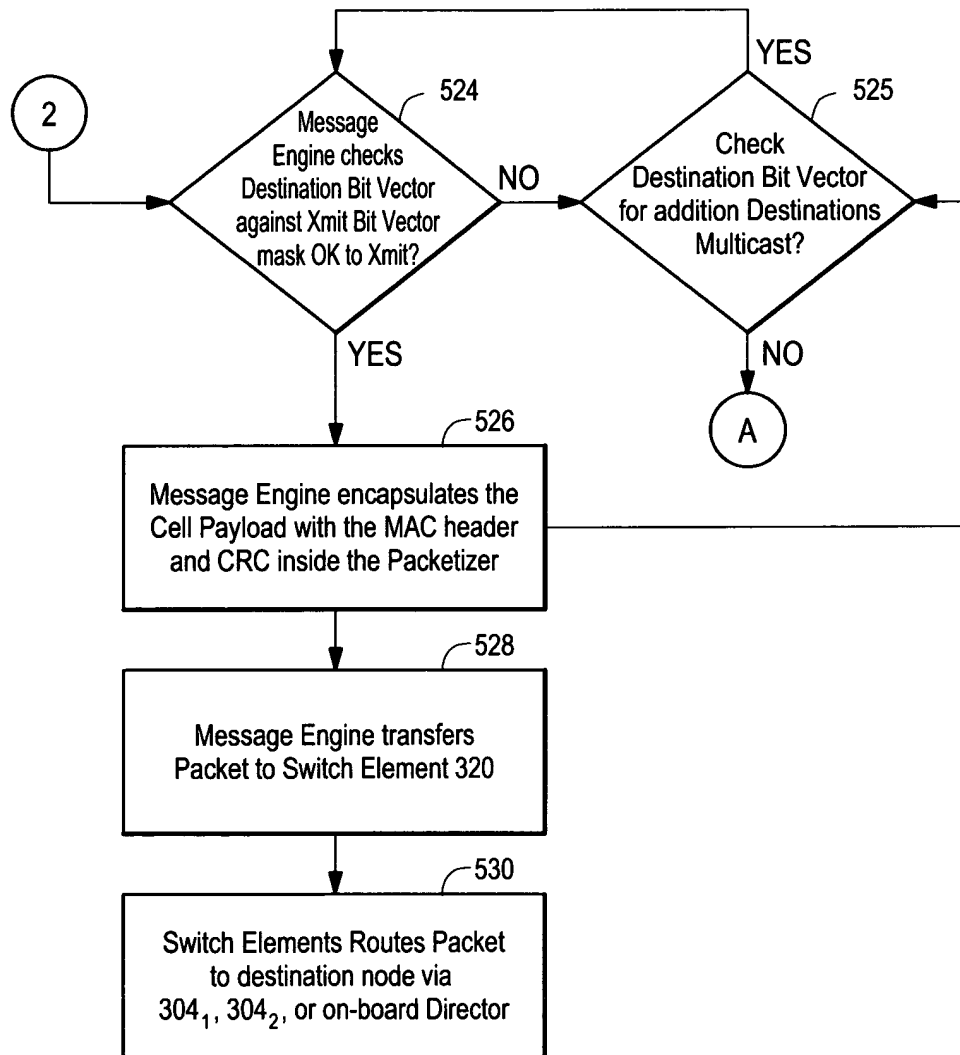 YES
2
524
525
Message
Engine checks
Destination Bit Vector
against Xmit Bit Vector
mask OK to Xmit?
NO
Check
Destination Bit Vector
for addition Destinations
Multicast?
YES
NO
A
526
Message Engine encapsulates the
Cell Payload with the MAC header
and CRC inside the Packetizer
528
Message Engine transfers
Packet to Switch Element 320
530
Switch Elements Routes Packet
to destination node via
304₁, 304₂, or on-board Director